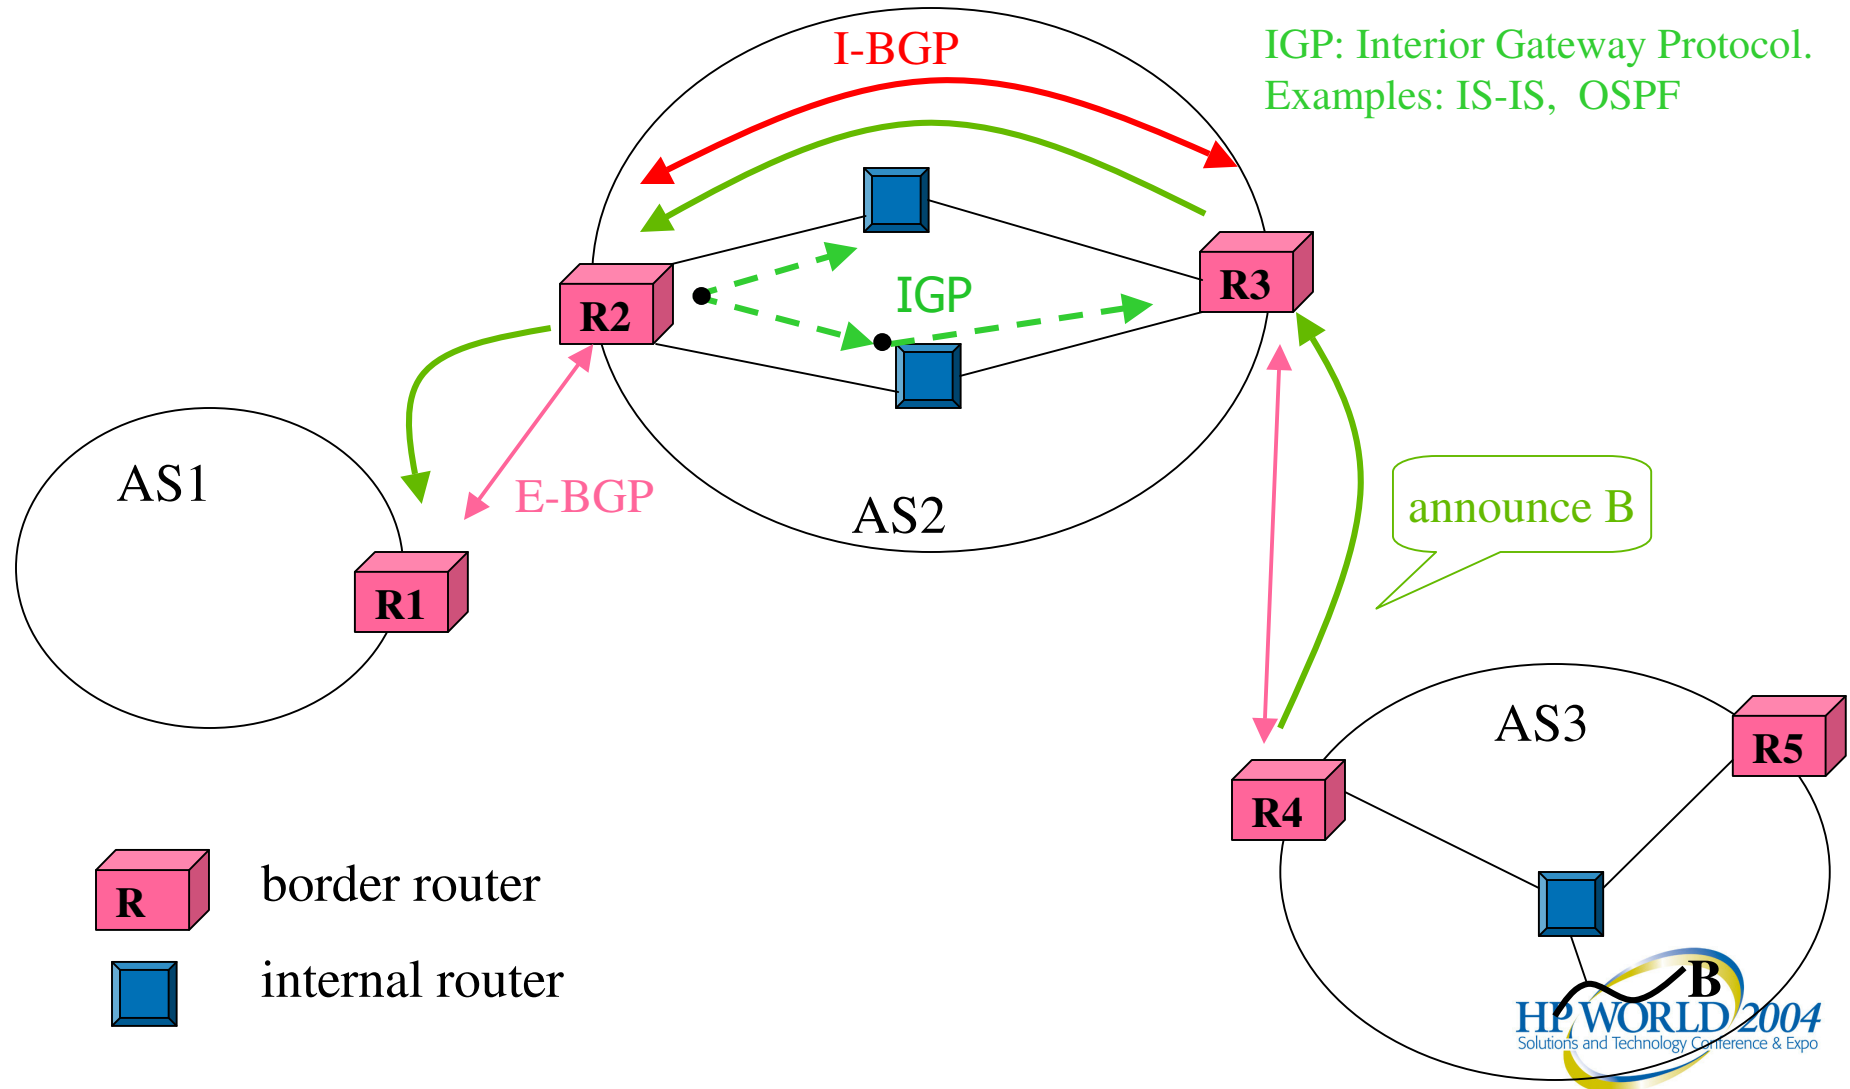 I-BGP
IGP: Interior Gateway Protocol.
Examples: IS-IS, OSPF
R2
IGP
R3
AS1
E-BGP
AS2
announce B
R1
AS3
R5
R4
R
border router
internal router
B
HP WORLD 2004
Solutions and Technology Conference & Expo